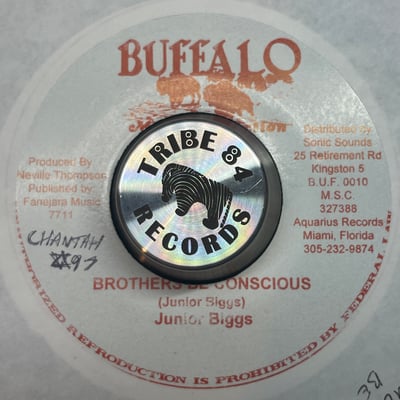 BUFFALO
Produced By
Neville Thompson
Published by:
Fanajara Music
7711
Distributed by
Sonic Sounds
25 Retirement Rd
Kingston 5
B.U.F. 0010
M.S.C.
327388
Aquarius Records
Miami, Florida
305-232-9874
TRIBE 84
RECORDS
CHANTAH
97
BROTHERS BE CONSCIOUS
(Junior Biggs)
Junior Biggs
REPRODUCTION IS PROHIBITED BY FEDERAL LAW